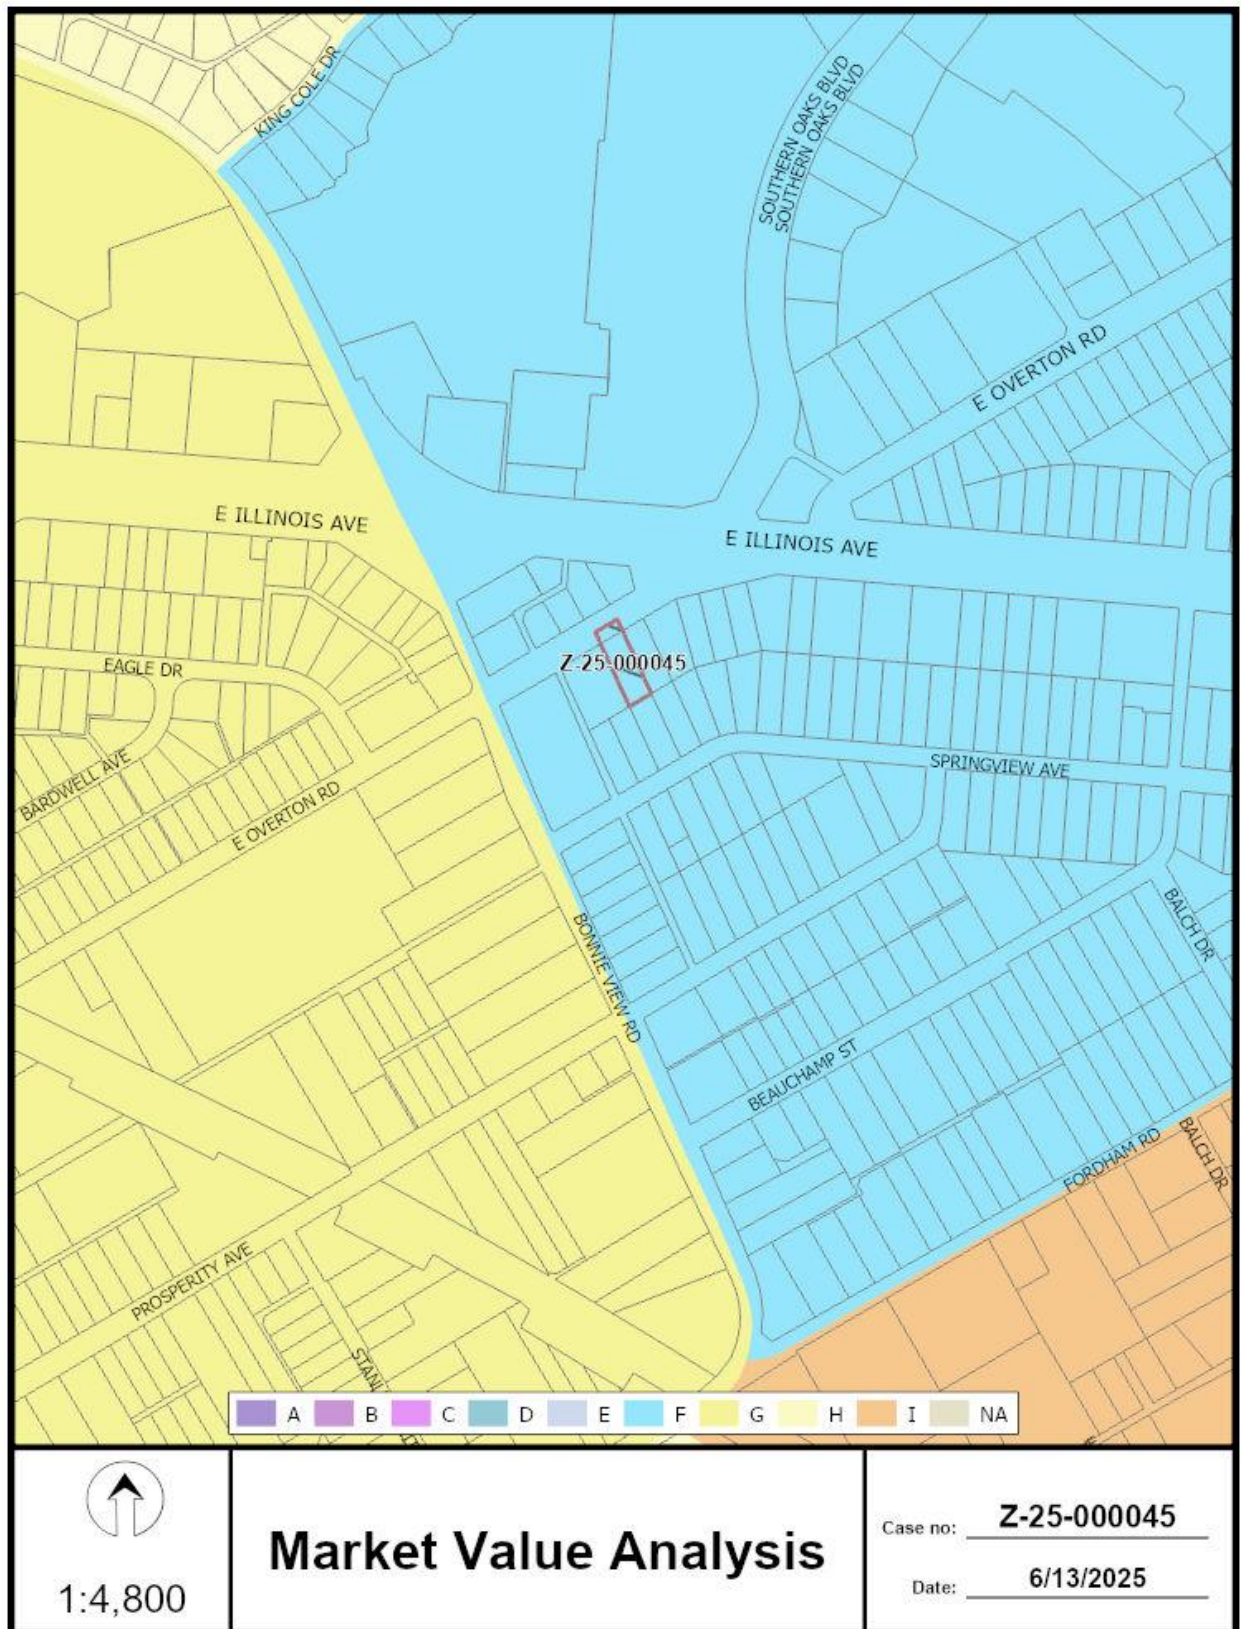 KING COLE DR
SOUTHERN OAKS BLVD
SOUTHERN OAKS BLVD
E OVERTON RD
E ILLINOIS AVE
E ILLINOIS AVE
Z-25-000045
EAGLE DR
SPRINGVIEW AVE
BARDWELL AVE
E OVERTON RD
BALCH DR
BONNIE VIEW RD
BEAUCHAMP ST
FORDHAM RD
BALCH DR
PROSPERITY AVE
A B C D E F G H I NA
1:4,800
Market Value Analysis
Case no: Z-25-000045
Date: 6/13/2025